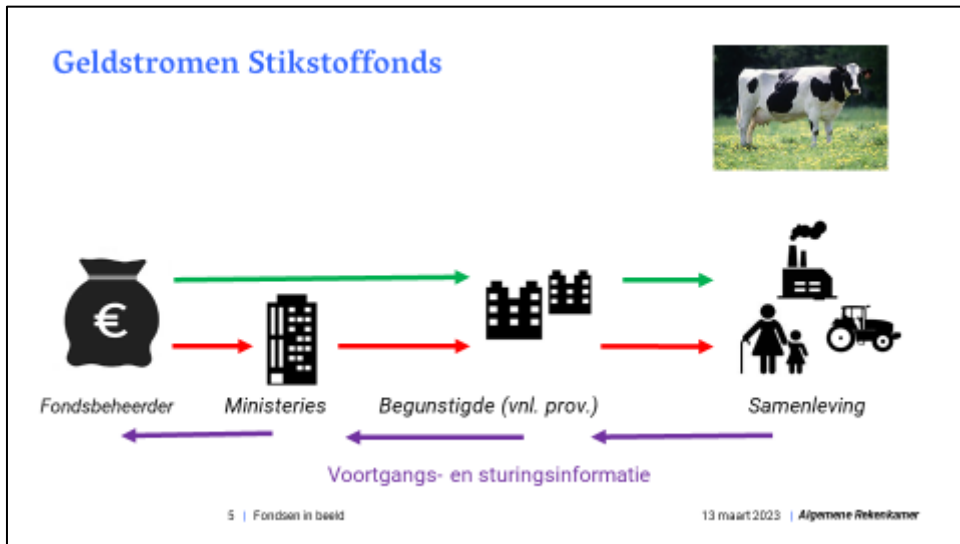 Geldstromen Stikstoffonds
€
Fondsbeheerder
Ministeries
Begunstigde (vnl. prov.)
Samenleving
Voortgangs- en sturingsinformatie
5 | Fondsen in beeld
13 maart 2023 | Algemene Rekenkamer